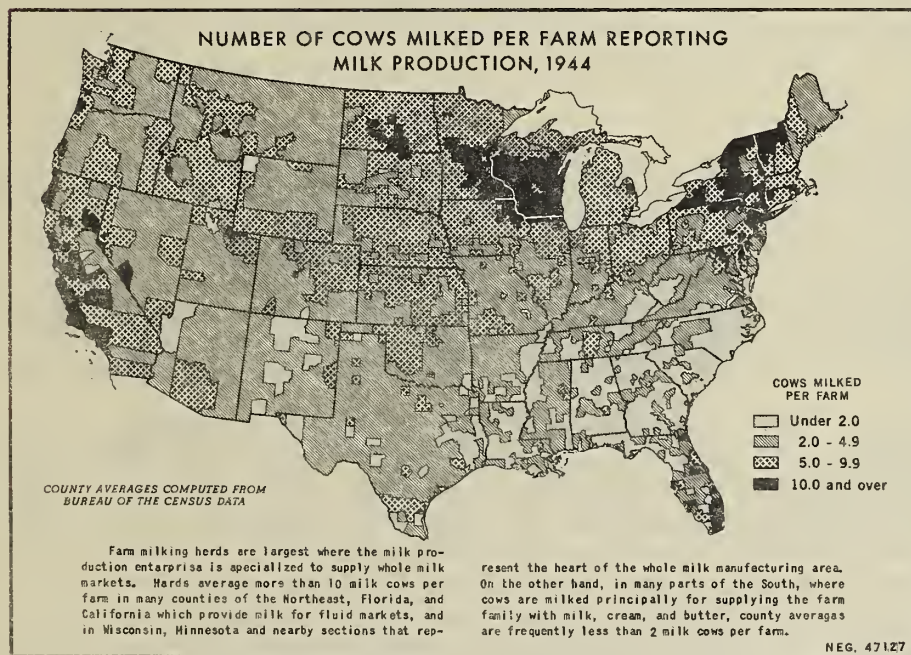 NUMBER OF COWS MILKED PER FARM REPORTING
MILK PRODUCTION, 1944
COWS MILKED
PER FARM
Under 2.0
2.0 - 4.9
5.0 - 9.9
10.0 and over
COUNTY AVERAGES COMPUTED FROM
BUREAU OF THE CENSUS DATA
Farm milking herds are largest where the milk pro-
duction enterprisa is specialized to supply whole milk
markets. Hards average more than 10 milk cows per
farm in many counties of the Northeast, Florida, and
California which provide milk for fluid markets, and
in Wisconsin, Minnesota and nearby sections that rep-
resent the heart of the whole milk manufacturing area.
On the other hand, in many parts of the South, where
cows are milked principally for supplying the farm
family with milk, cream, and butter, county averagas
are frequently less than 2 milk cows per farm.
NEG. 47127